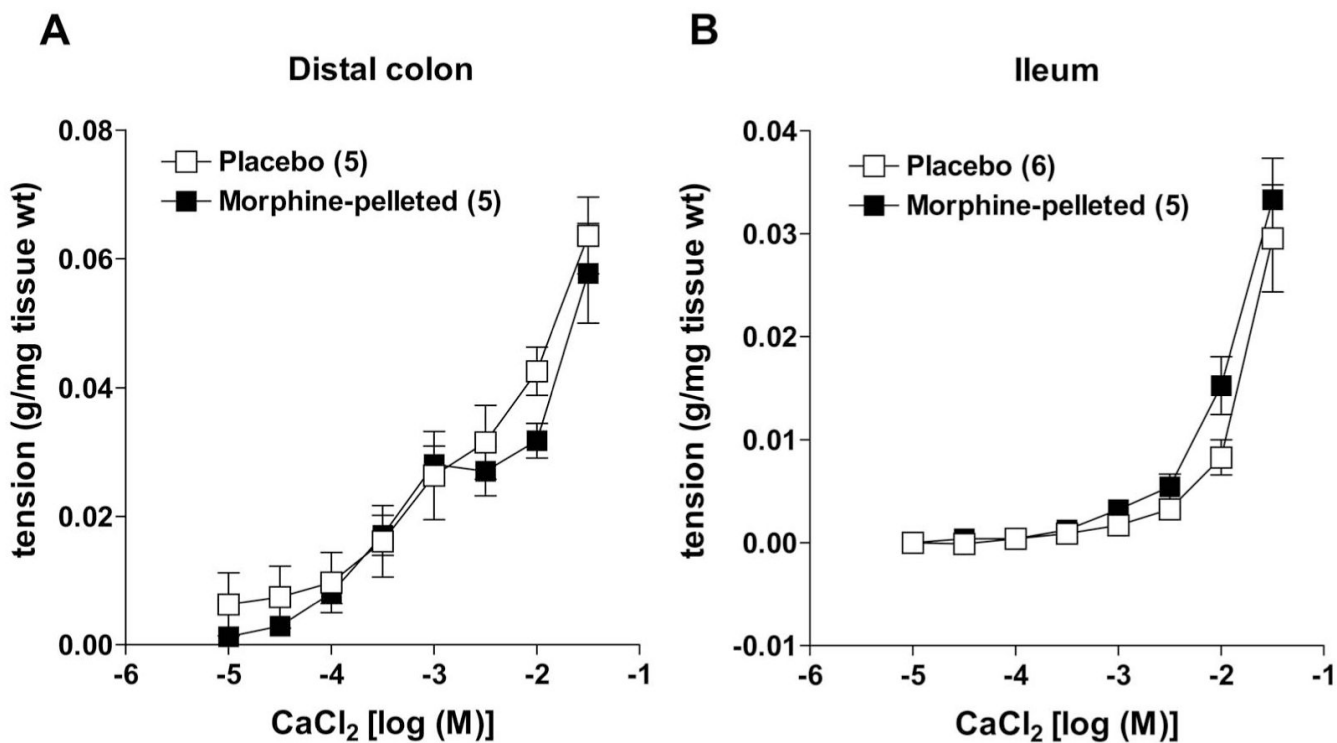 A
Distal colon
tension (g/mg tissue wt)
0.08
0.06
0.04
0.02
0.00
Placebo (5)
Morphine-pelleted (5)
-6 -5 -4 -3 -2 -1
CaCl₂ [log (M)]
B
Ileum
tension (g/mg tissue wt)
0.04
0.03
0.02
0.01
0.00
-0.01
Placebo (6)
Morphine-pelleted (5)
-6 -5 -4 -3 -2 -1
CaCl₂ [log (M)]